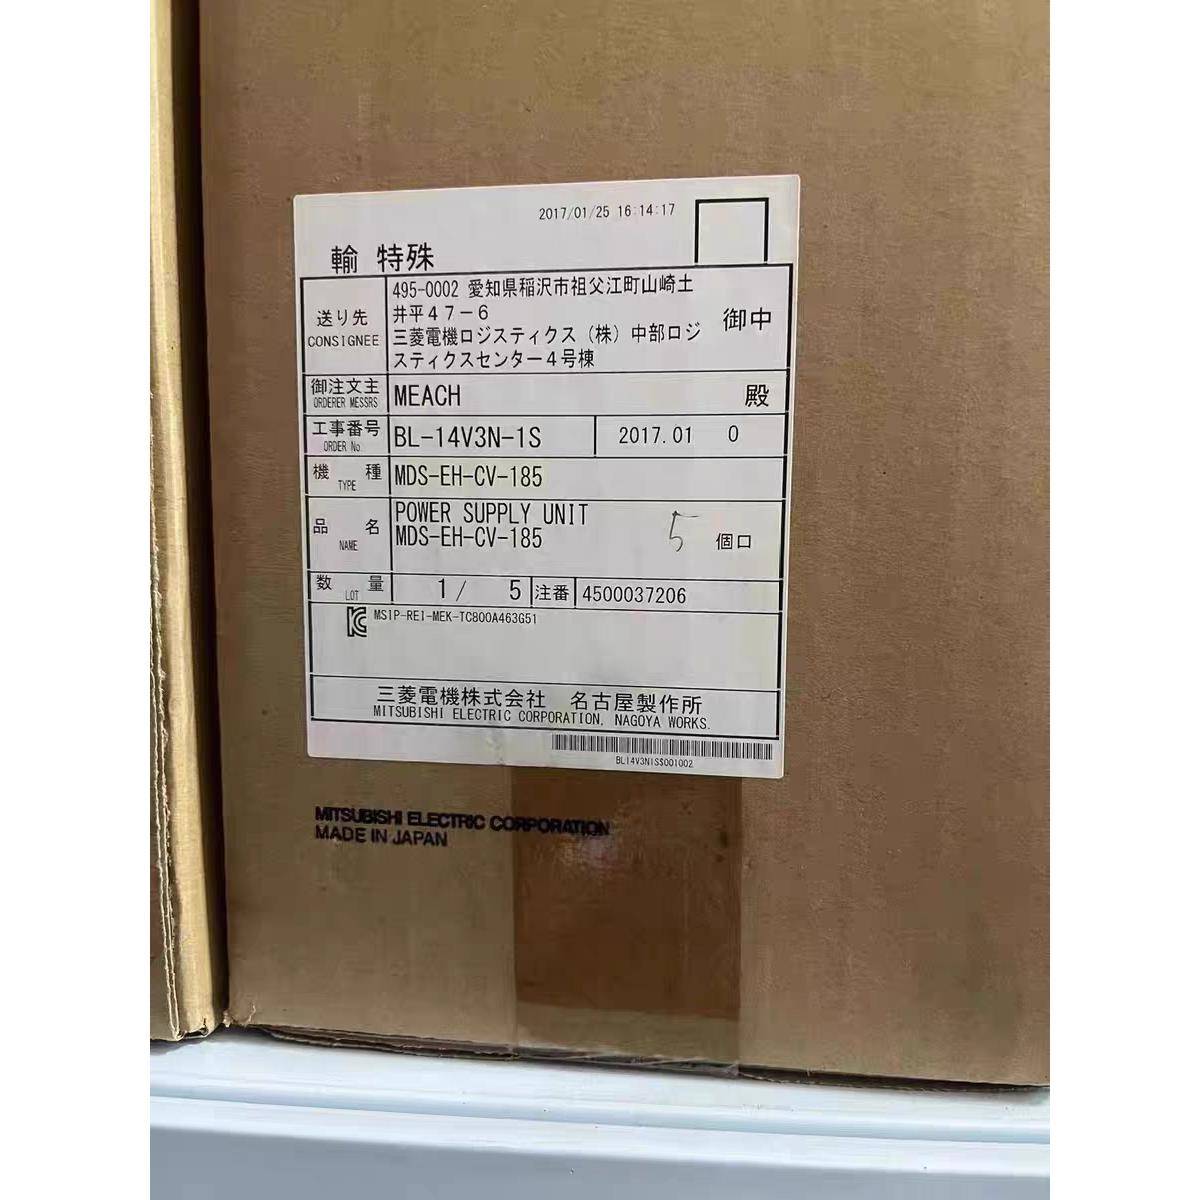 2017/01/25 16:14:17
輸 特殊
送り先
CONSIGNEE
495-0002 愛知県稲沢市祖父江町山崎土
井平47-6
三菱電機ロジスティクス(株)中部ロジ
スティクスセンター4号棟
御中
御注文主
ORDERER MESSRS
MEACH
殿
工事番号
ORDER No
BL-14V3N-1S
2017.01 0
機 種
TYPE
MDS-EH-CV-185
品 名
NAME
POWER SUPPLY UNIT
MDS-EH-CV-185
5 個口
数 量
LOT
1/ 5
注番
4500037206
MSIP-REI-MEK-TC800A463G51
三菱電機株式会社 名古屋製作所
MITSUBISHI ELECTRIC CORPORATION, NAGOYA WORKS.
BL14V3N1S$001002
MITSUBISHI ELECTRIC CORPORATION
MADE IN JAPAN